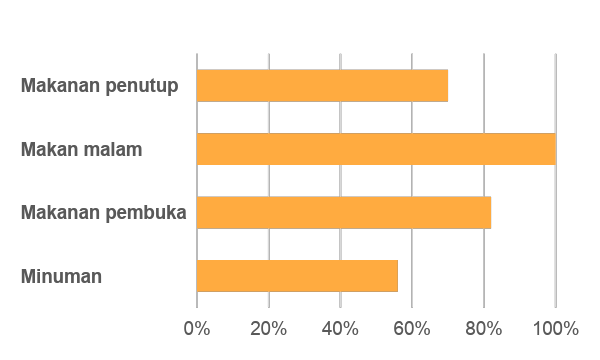 Makanan penutup
Makan malam
Makanan pembuka
Minuman
0% 20% 40% 60% 80% 100%